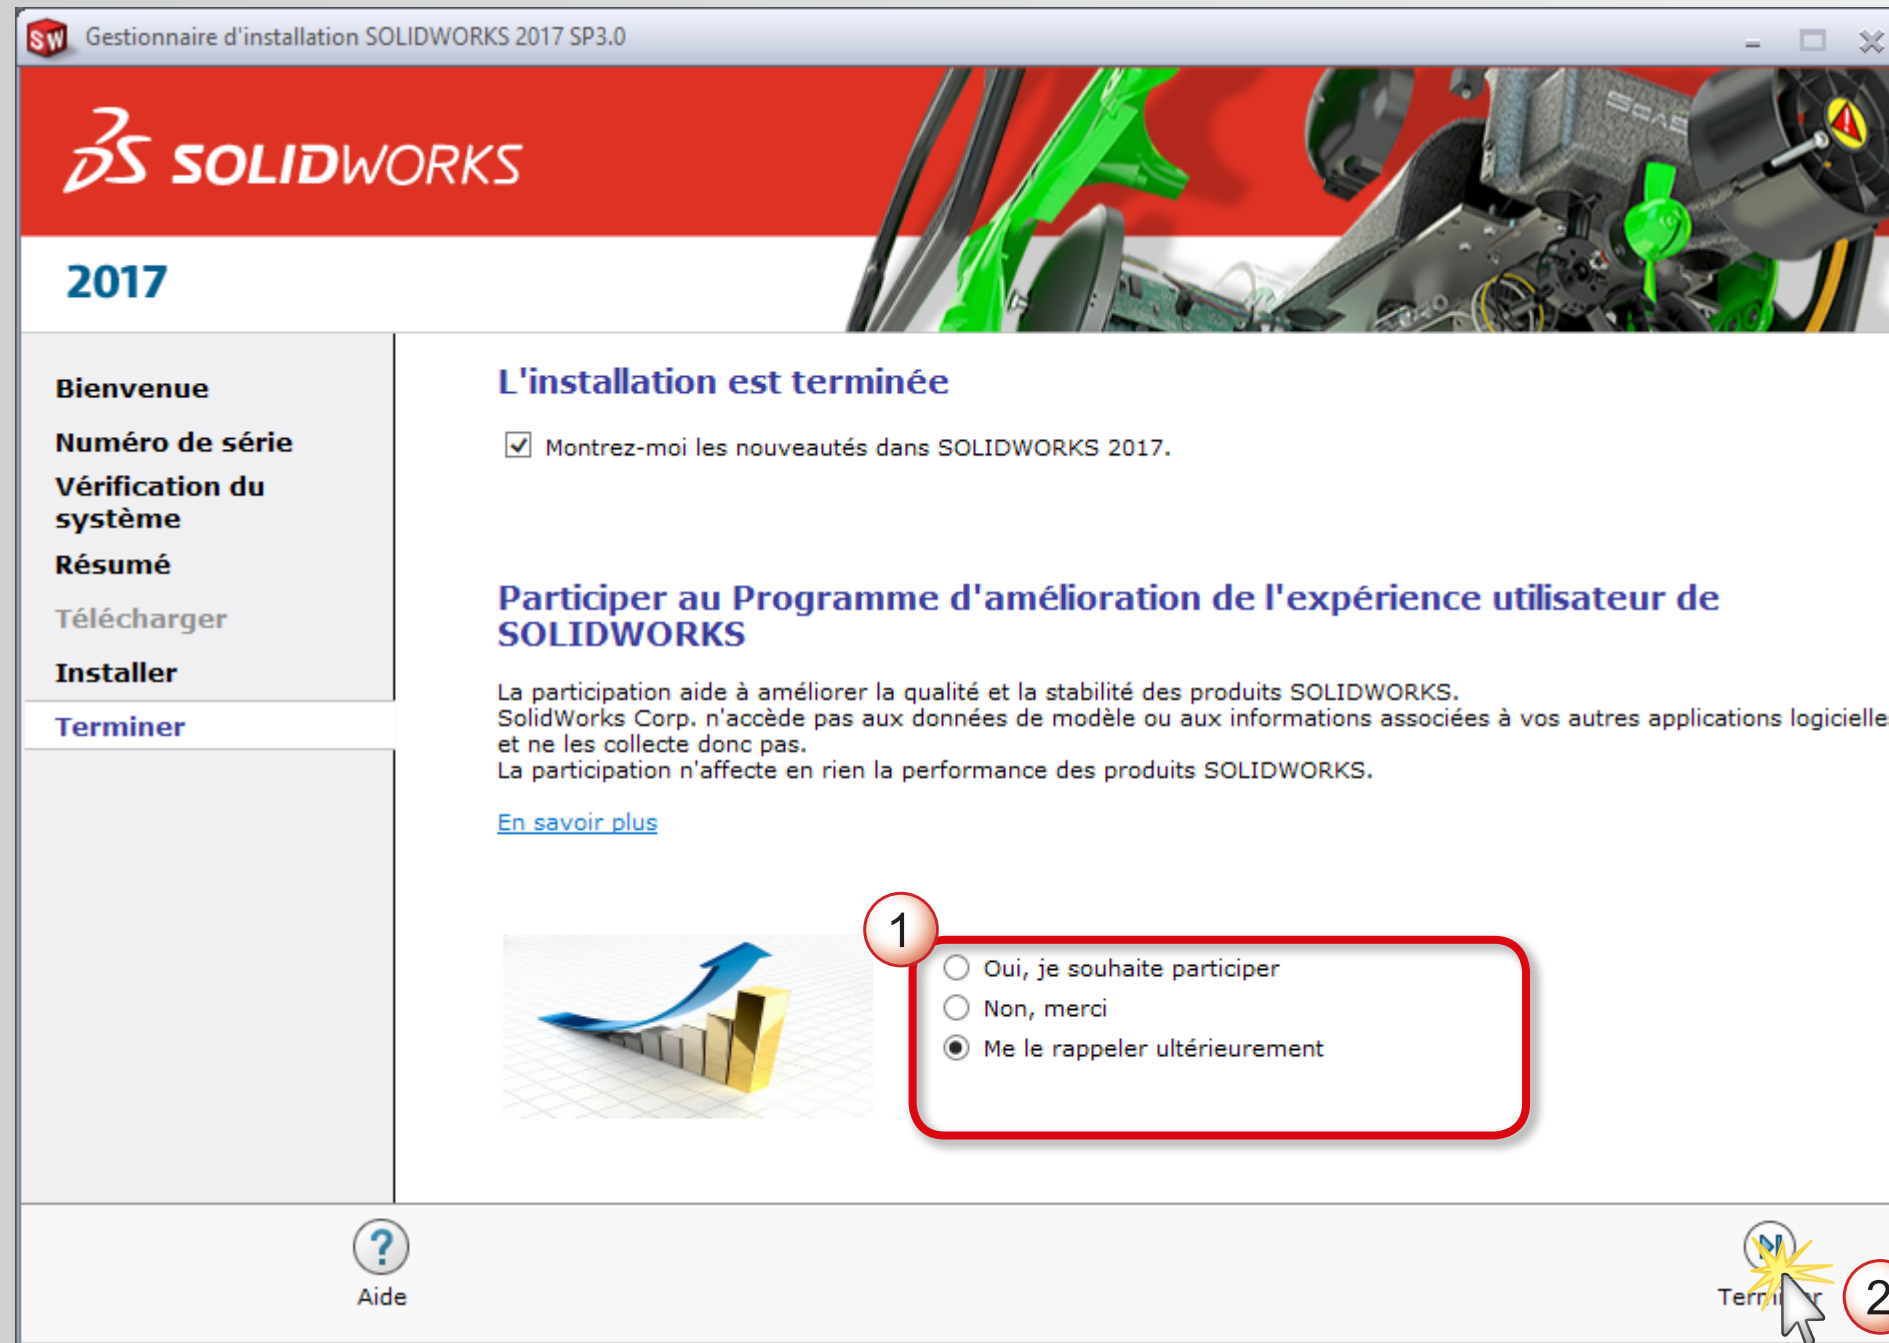 SW Gestionnaire d'installation SOLIDWORKS 2017 SP3.0
3DS SOLIDWORKS
2017
Bienvenue
Numéro de série
Vérification du
système
Résumé
Télécharger
Installer
Terminer
L'installation est terminée
Montrez-moi les nouveautés dans SOLIDWORKS 2017.
Participer au Programme d'amélioration de l'expérience utilisateur de
SOLIDWORKS
La participation aide à améliorer la qualité et la stabilité des produits SOLIDWORKS.
SolidWorks Corp. n'accède pas aux données de modèle ou aux informations associées à vos autres applications logicielle
et ne les collecte donc pas.
La participation n'affecte en rien la performance des produits SOLIDWORKS.
En savoir plus
1
Oui, je souhaite participer
Non, merci
Me le rappeler ultérieurement
?
Aide
Terminer
2